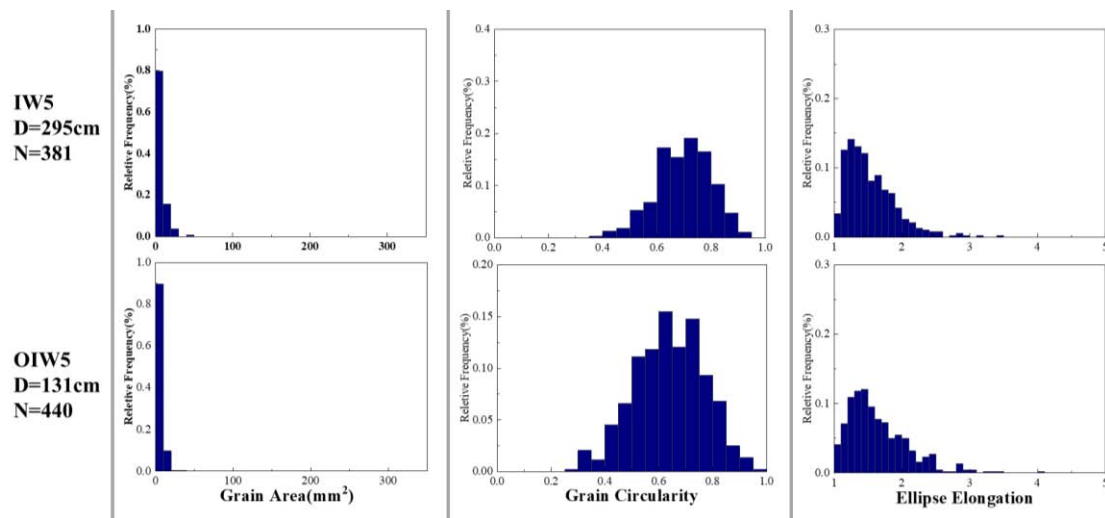 IW5
D=295cm
N=381
Reletive Frequency(%)
1.0
0.8
0.6
0.4
0.2
0.0
0 100 200 300
Reletive Frequency(%)
0.4
0.3
0.2
0.1
0.0
0.0 0.2 0.4 0.6 0.8 1.0
Reletive Frequency(%)
0.3
0.2
0.1
0.0
1 2 3 4 5
OIW5
D=131cm
N=440
Reletive Frequency(%)
1.0
0.8
0.6
0.4
0.2
0.0
0 100 200 300
Grain Area(mm²)
Reletive Frequency(%)
0.20
0.15
0.10
0.05
0.00
0.0 0.2 0.4 0.6 0.8 1.0
Grain Circularity
Reletive Frequency(%)
0.3
0.2
0.1
0.0
1 2 3 4 5
Ellipse Elongation